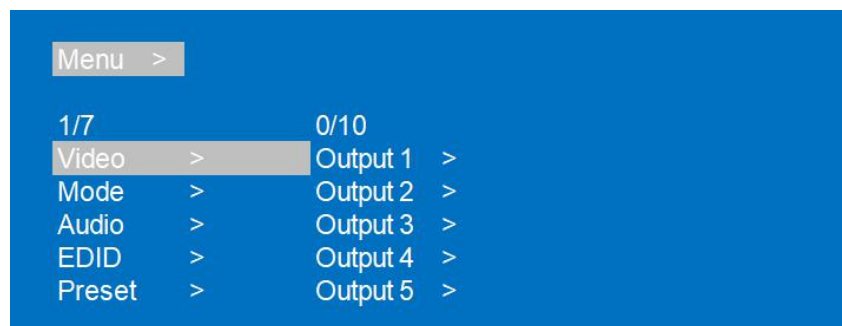 Menu >
1/7 0/10
Video > Output 1 >
Mode > Output 2 >
Audio > Output 3 >
EDID > Output 4 >
Preset > Output 5 >